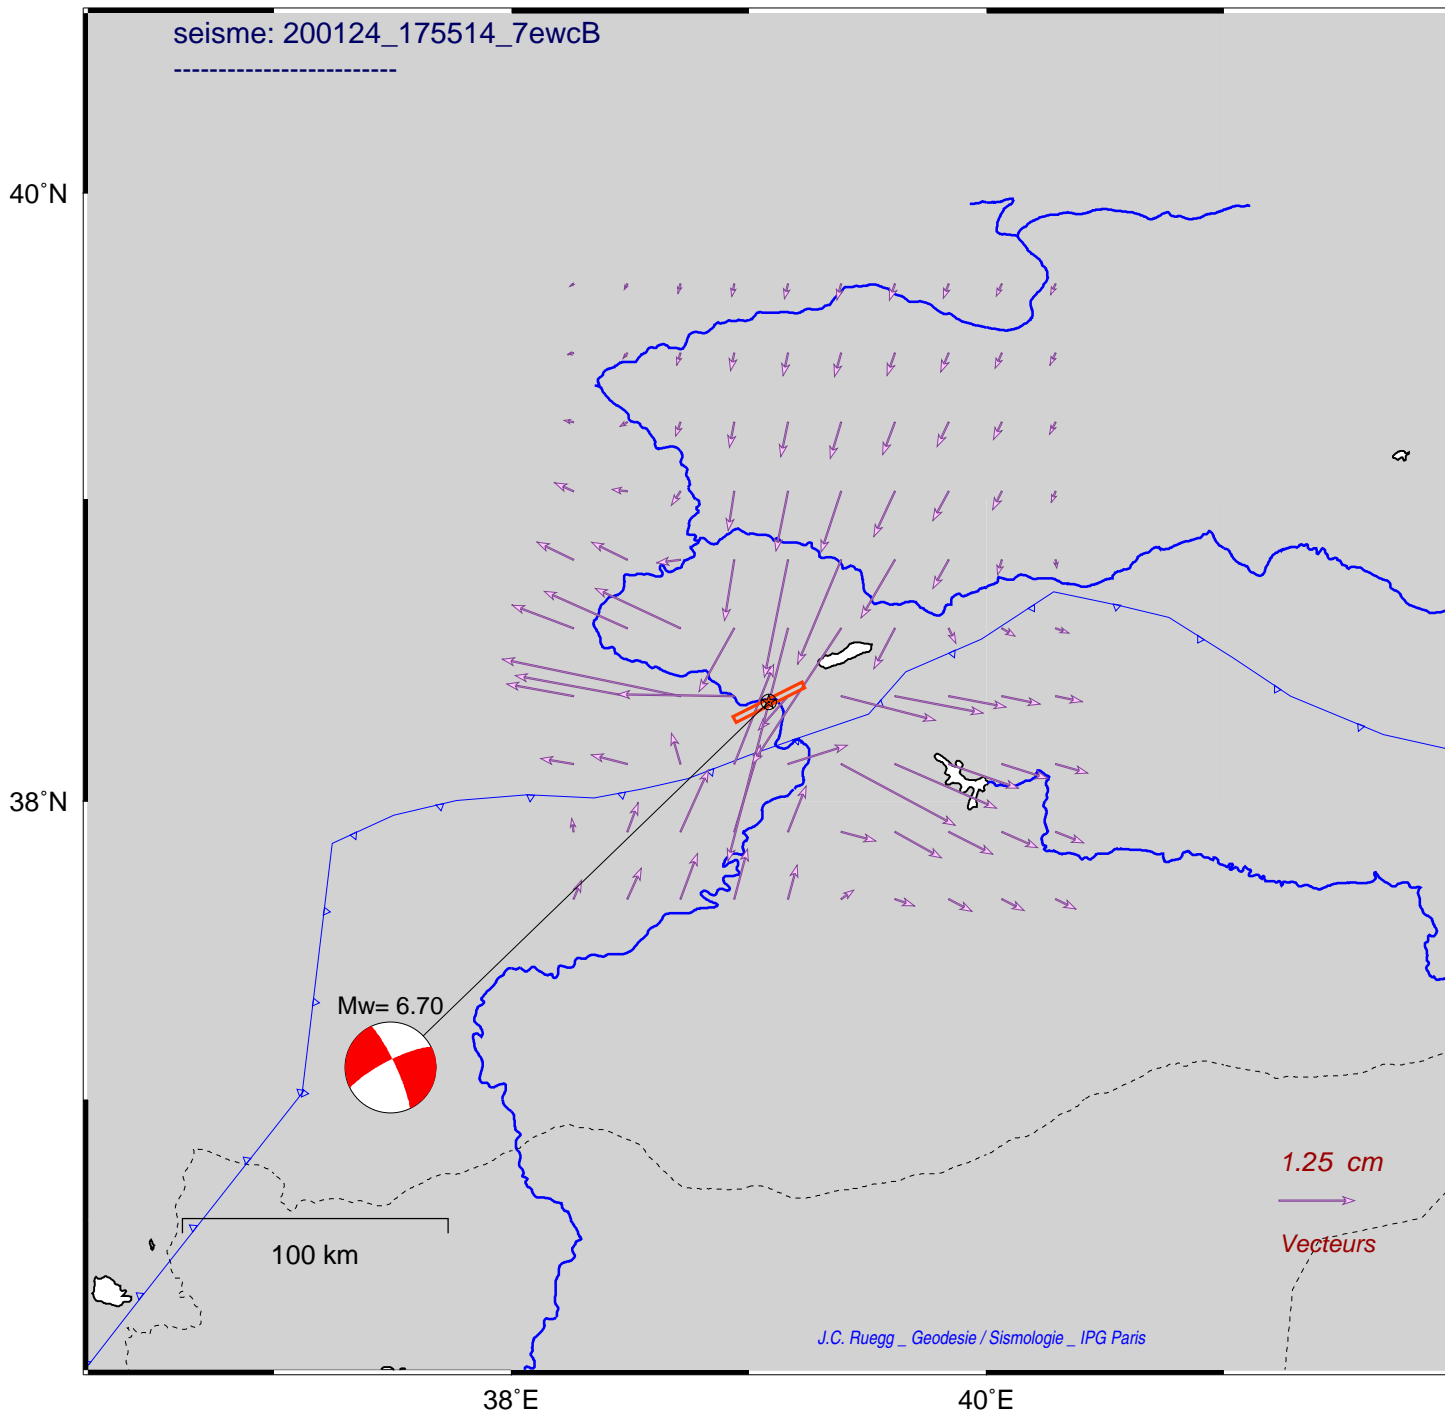 seisme: 200124_175514_7ewcB
-------------------------
40˚N
38˚N
Mw= 6.70
1.25 cm
Vecteurs
100 km
J.C. Ruegg _ Geodesie / Sismologie _ IPG Paris
38˚E
40˚E